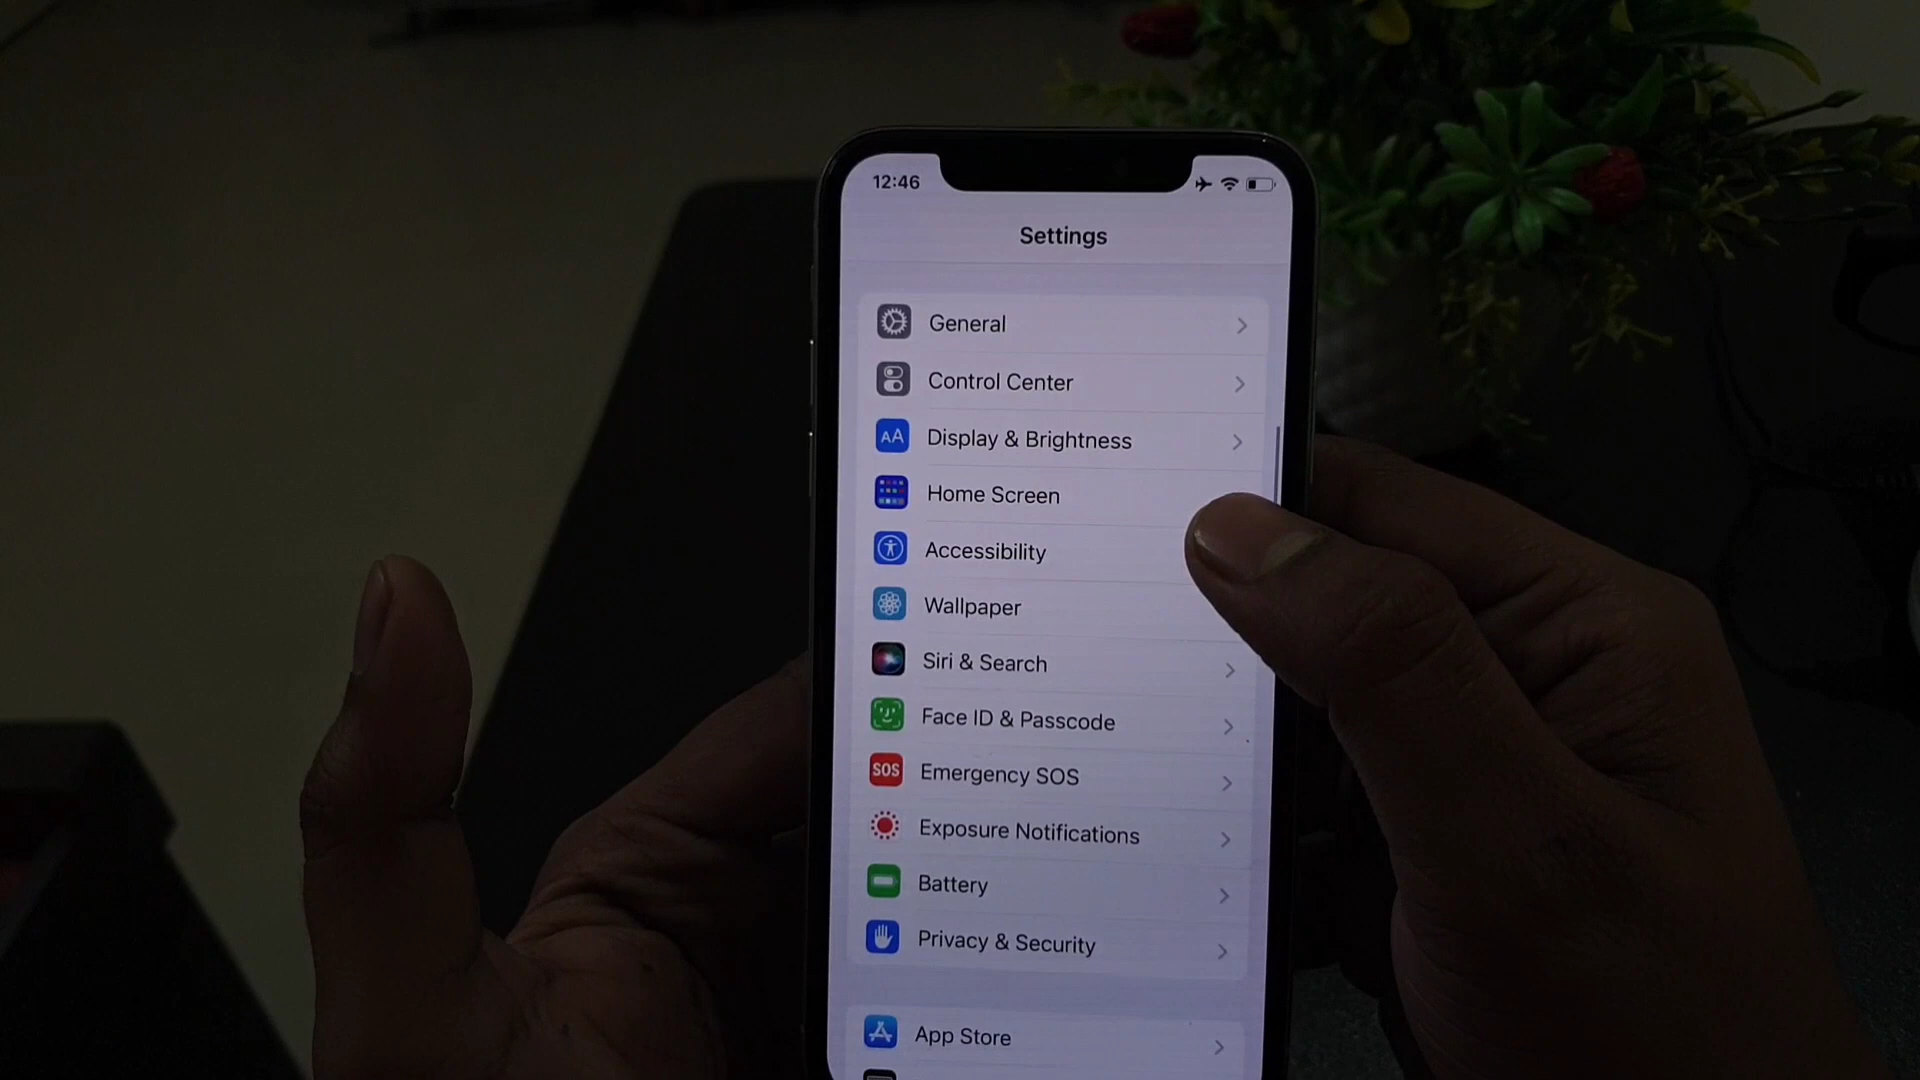 12:46
Settings
General
Control Center
AA Display & Brightness
Home Screen
Accessibility
Wallpaper
Siri & Search
Face ID & Passcode
SOS Emergency SOS
Exposure Notifications
Battery
Privacy & Security
App Store